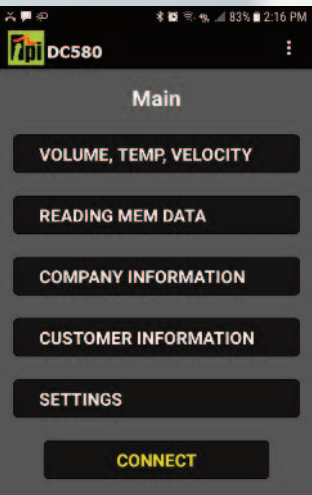 83% 2:16 PM
TPI DC580
Main
VOLUME, TEMP, VELOCITY
READING MEM DATA
COMPANY INFORMATION
CUSTOMER INFORMATION
SETTINGS
CONNECT